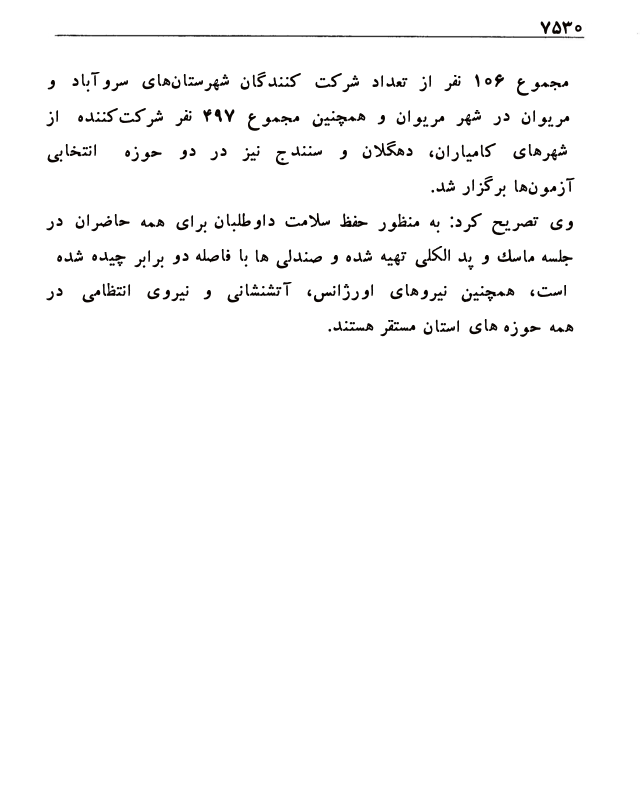 ۷۵۳۰
مجموع ۱۰۶ نفر از تعداد شرکت کنندگان شهرستان‌های سروآباد و
مریوان در شهر مریوان و همچنین مجموع ۴۹۷ نفر شرکت‌کننده از
شهرهای کامیاران، دهگلان و سنندج نیز در دو حوزه انتخابی
آزمون‌ها برگزار شد.
وی تصریح کرد: به منظور حفظ سلامت داوطلبان برای همه حاضران در
جلسه ماسك و پد الکلی تهیه شده و صندلی ها با فاصله دو برابر چیده شده
است، همچنین نیروهای اورژانس، آتشنشانی و نیروی انتظامی در
همه حوزه های استان مستقر هستند.